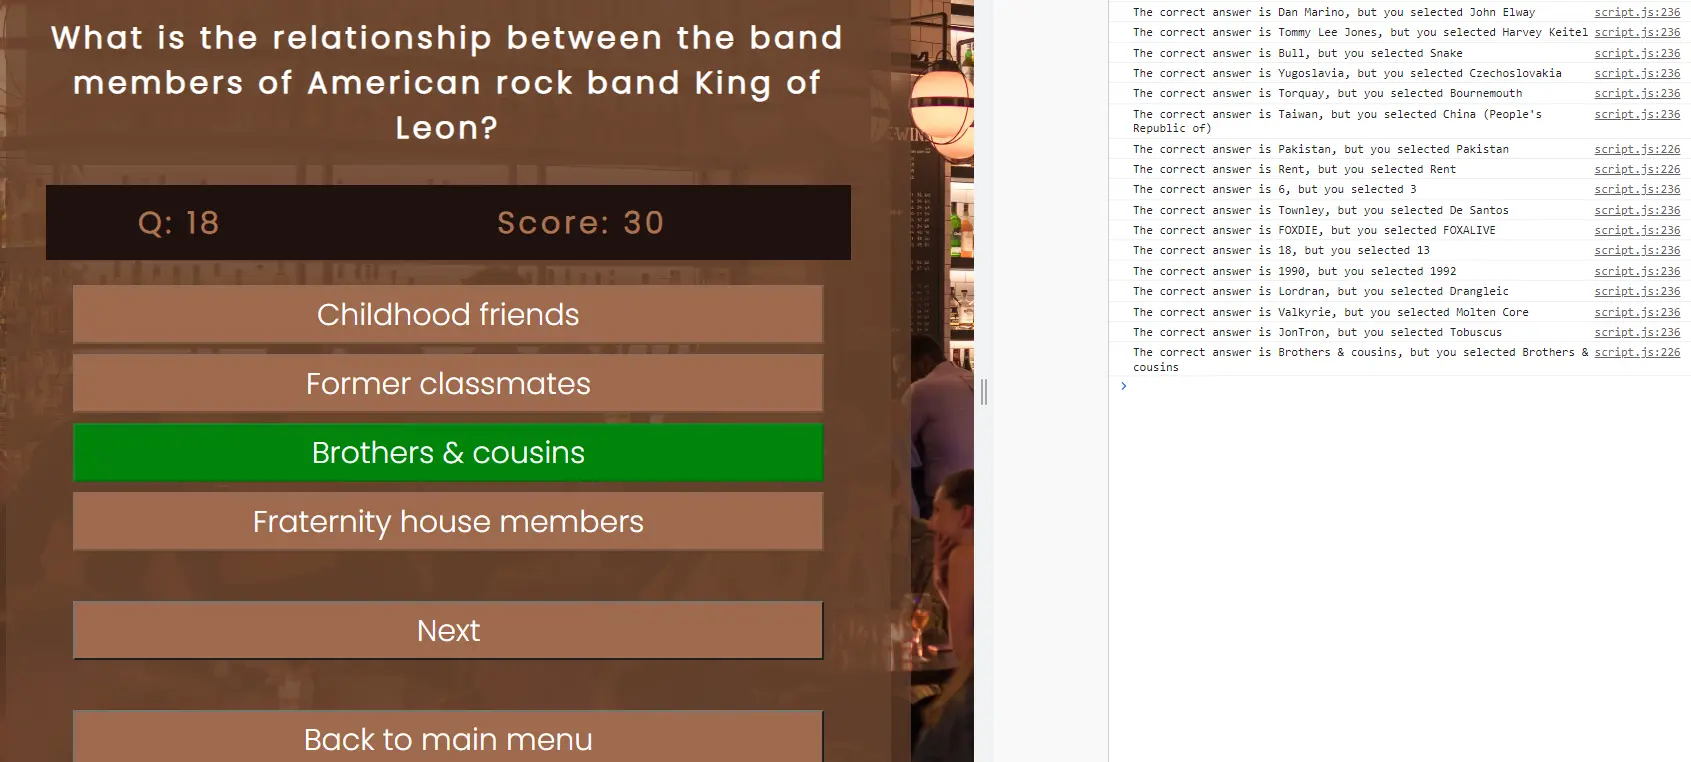 What is the relationship between the band
members of American rock band King of
Leon?
Q: 18
Score: 30
Childhood friends
Former classmates
Brothers & cousins
Fraternity house members
Next
Back to main menu
The correct answer is Dan Marino, but you selected John Elway script.js:236
The correct answer is Tommy Lee Jones, but you selected Harvey Keitel script.js:236
The correct answer is Bull, but you selected Snake script.js:236
The correct answer is Yugoslavia, but you selected Czechoslovakia script.js:236
The correct answer is Torquay, but you selected Bournemouth script.js:236
The correct answer is Taiwan, but you selected China (People's script.js:236
Republic of)
The correct answer is Pakistan, but you selected Pakistan script.js:226
The correct answer is Rent, but you selected Rent script.js:226
The correct answer is 6, but you selected 3 script.js:236
The correct answer is Townley, but you selected De Santos script.js:236
The correct answer is FOXDIE, but you selected FOXALIVE script.js:236
The correct answer is 18, but you selected 13 script.js:236
The correct answer is 1990, but you selected 1992 script.js:236
The correct answer is Lordran, but you selected Drangleic script.js:236
The correct answer is Valkyrie, but you selected Molten Core script.js:236
The correct answer is JonTron, but you selected Tobuscus script.js:236
The correct answer is Brothers & cousins, but you selected Brothers & script.js:226
cousins